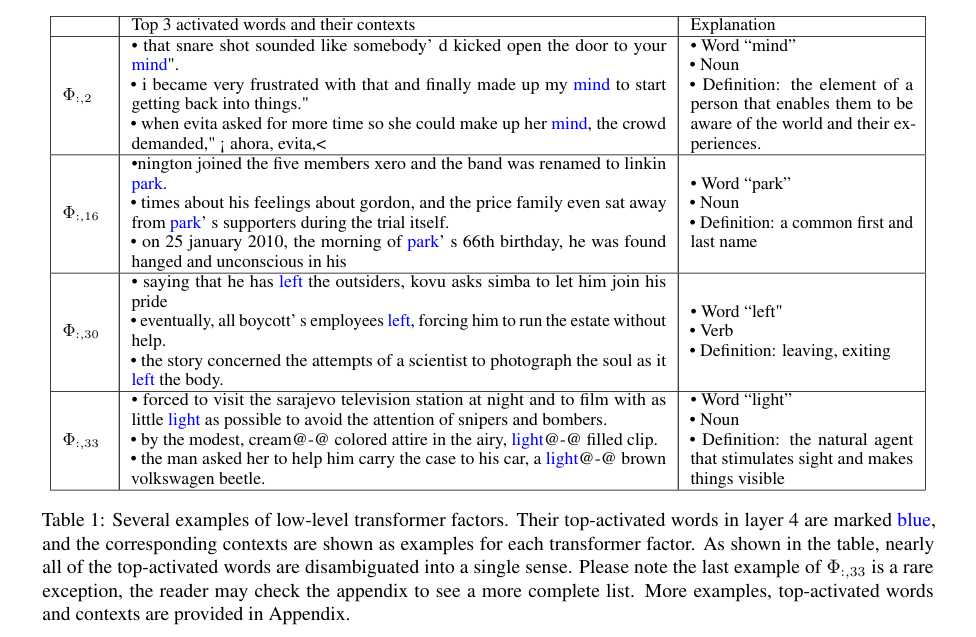 Top 3 activated words and their contexts
Explanation
Φ:,2
• that snare shot sounded like somebody’ d kicked open the door to your
mind".
• i became very frustrated with that and finally made up my mind to start
getting back into things."
• when evita asked for more time so she could make up her mind, the crowd
demanded," ¡ ahora, evita,<
• Word “mind”
• Noun
• Definition: the element of a
person that enables them to be
aware of the world and their ex-
periences.
Φ:,16
•nington joined the five members xero and the band was renamed to linkin
park.
• times about his feelings about gordon, and the price family even sat away
from park’ s supporters during the trial itself.
• on 25 january 2010, the morning of park’ s 66th birthday, he was found
hanged and unconscious in his
• Word “park”
• Noun
• Definition: a common first and
last name
Φ:,30
• saying that he has left the outsiders, kovu asks simba to let him join his
pride
• eventually, all boycott’ s employees left, forcing him to run the estate without
help.
• the story concerned the attempts of a scientist to photograph the soul as it
left the body.
• Word “left"
• Verb
• Definition: leaving, exiting
Φ:,33
• forced to visit the sarajevo television station at night and to film with as
little light as possible to avoid the attention of snipers and bombers.
• by the modest, cream@-@ colored attire in the airy, light@-@ filled clip.
• the man asked her to help him carry the case to his car, a light@-@ brown
volkswagen beetle.
• Word “light”
• Noun
• Definition: the natural agent
that stimulates sight and makes
things visible
Table 1: Several examples of low-level transformer factors. Their top-activated words in layer 4 are marked blue,
and the corresponding contexts are shown as examples for each transformer factor. As shown in the table, nearly
all of the top-activated words are disambiguated into a single sense. Please note the last example of Φ:,33 is a rare
exception, the reader may check the appendix to see a more complete list. More examples, top-activated words
and contexts are provided in Appendix.